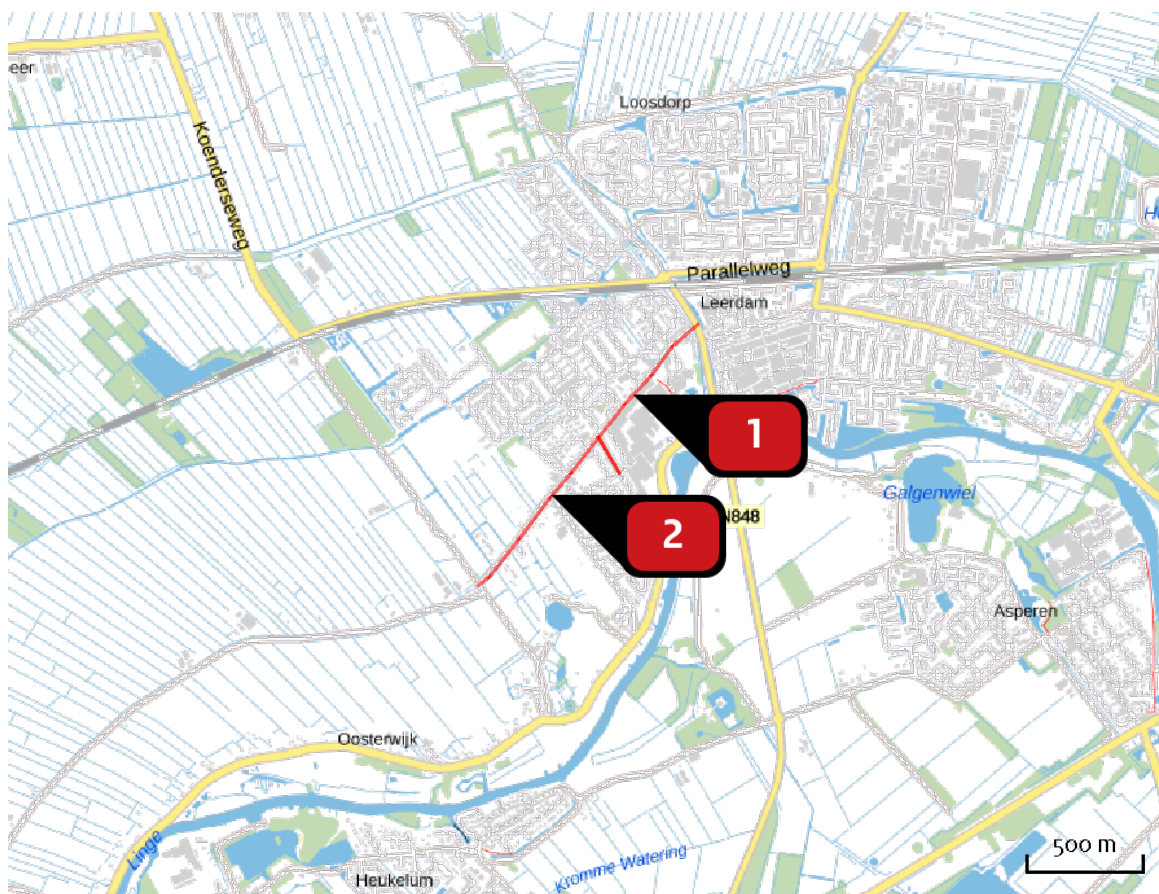 eer
Loosdorp
Koenderseweg
Parallelweg
Leerdam
1
Galgenwiel
2
N848
Asperen
Oosterwijk
Linge
Heukelum
Kromme Watering
500 m